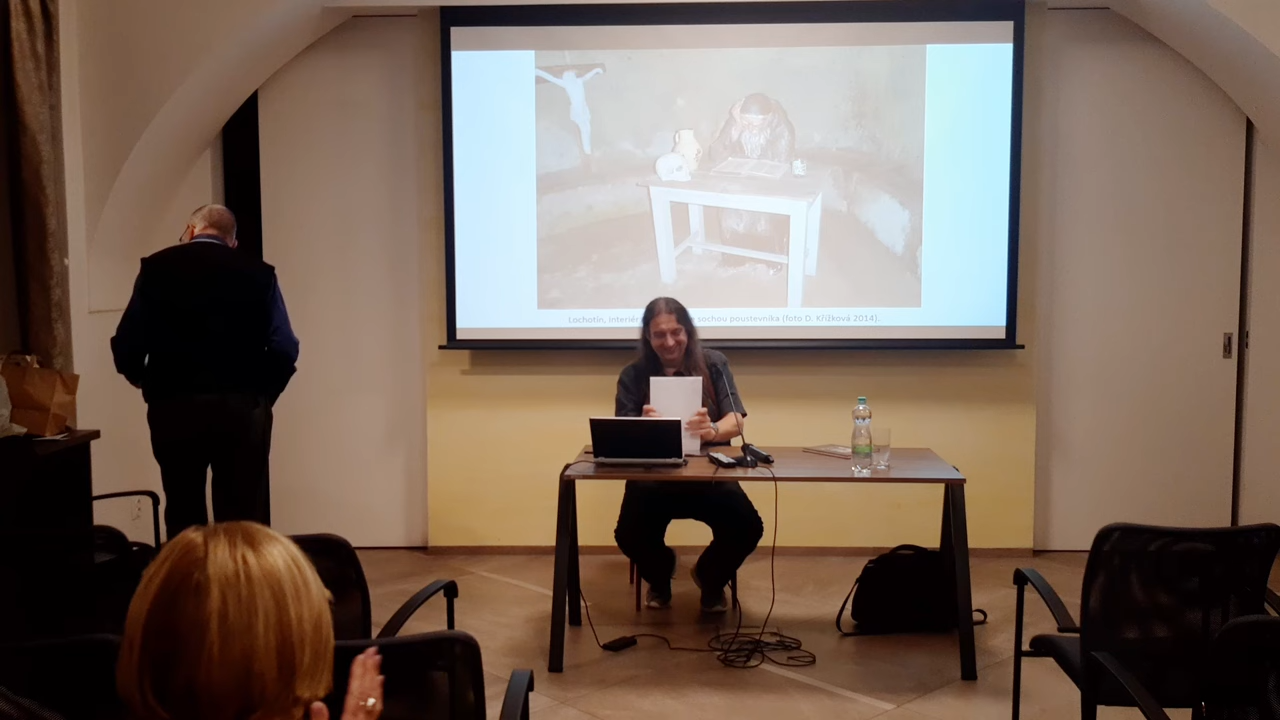 Lochotín, interiér sochou poustevníka (foto D. Křížková 2014).